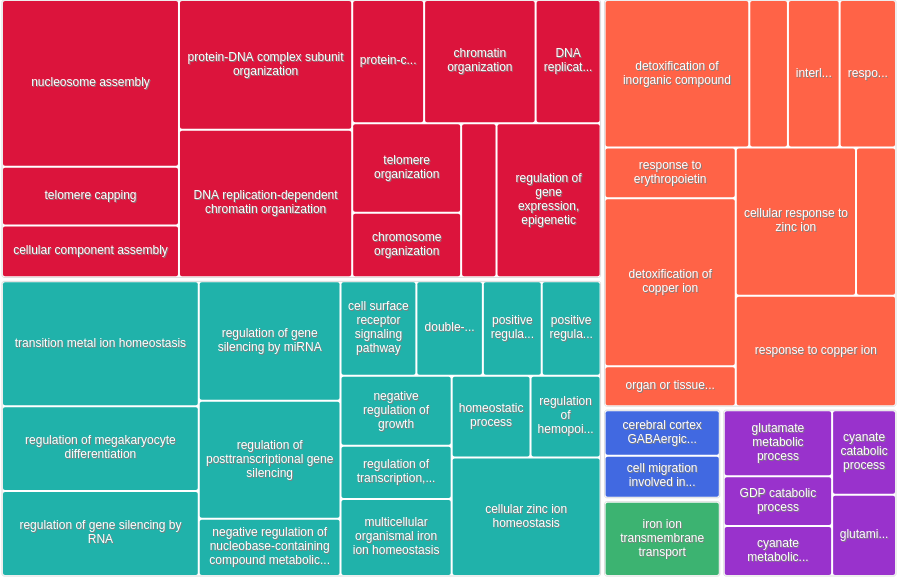 nucleosome assembly
telomere capping
cellular component assembly
protein-DNA complex subunit
organization
DNA replication-dependent
chromatin organization
protein-c...
chromatin
organization
DNA
replicat...
telomere
organization
chromosome
organization
regulation of
gene
expression,
epigenetic
detoxification of
inorganic compound
interl...
respo...
response to
erythropoietin
detoxification of
copper ion
organ or tissue...
cellular response to
zinc ion
response to copper ion
transition metal ion homeostasis
regulation of megakaryocyte
differentiation
regulation of gene silencing by
RNA
regulation of gene
silencing by miRNA
regulation of
posttranscriptional gene
silencing
negative regulation of
nucleobase-containing
compound metabolic...
cell surface
receptor
signaling
pathway
double-...
positive
regula...
positive
regula...
negative
regulation of
growth
regulation of
transcription,...
multicellular
organismal iron
ion homeostasis
homeostatic
process
regulation
of
hemopoi...
cellular zinc ion
homeostasis
cerebral cortex
GABAergic...
cell migration
involved in...
iron ion
transmembrane
transport
glutamate
metabolic
process
GDP catabolic
process
cyanate
metabolic...
cyanate
catabolic
process
glutami...